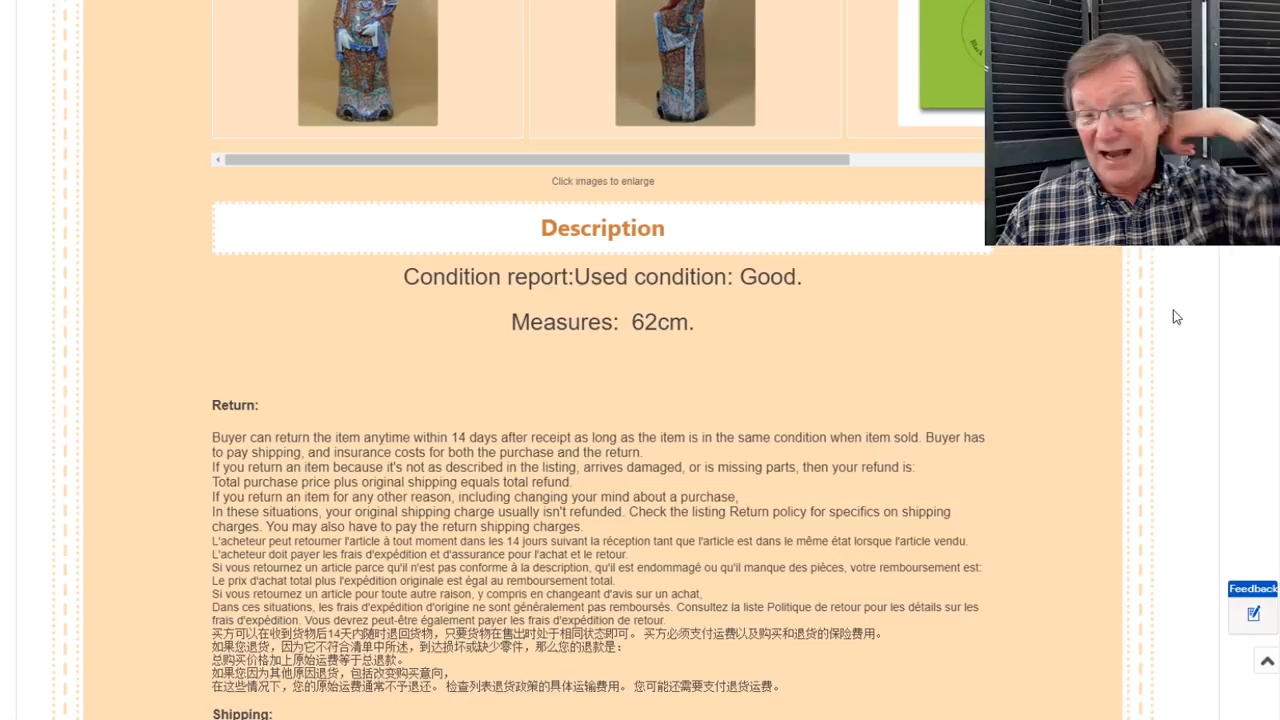 Black
Click images to enlarge
Description
Condition report:Used condition: Good.
Measures: 62cm.
Return:
Buyer can return the item anytime within 14 days after receipt as long as the item is in the same condition when item sold. Buyer has
to pay shipping, and insurance costs for both the purchase and the return.
If you return an item because it's not as described in the listing, arrives damaged, or is missing parts, then your refund is:
Total purchase price plus original shipping equals total refund.
If you return an item for any other reason, including changing your mind about a purchase,
In these situations, your original shipping charge usually isn't refunded. Check the listing Return policy for specifics on shipping
charges. You may also have to pay the return shipping charges.
L'acheteur peut retourner l'article à tout moment dans les 14 jours suivant la réception tant que l'article est dans le même état lorsque l'article vendu.
L'acheteur doit payer les frais d'expédition et d'assurance pour l'achat et le retour.
Si vous retournez un article parce qu'il n'est pas conforme à la description, qu'il est endommagé ou qu'il manque des pièces, votre remboursement est:
Le prix d'achat total plus l'expédition originale est égal au remboursement total.
Si vous retournez un article pour toute autre raison, y compris en changeant d'avis sur un achat,
Dans ces situations, les frais d'expédition d'origine ne sont généralement pas remboursés. Consultez la liste Politique de retour pour les détails sur les
frais d'expédition. Vous devrez peut-être également payer les frais d'expédition de retour.
买方可以在收到货物后14天内随时退回货物，只要货物在售出时处于相同状态即可。 买方必须支付运费以及购买和退货的保险费用。
如果您退货，因为它不符合清单中所述，到达损坏或缺少零件，那么您的退款是：
总购买价格加上原始运费等于总退款。
如果您因为其他原因退货，包括改变购买意向，
在这些情况下，您的原始运费通常不予退还。 检查列表退货政策的具体运输费用。 您可能还需要支付退货运费。
Shipping:
Feedback